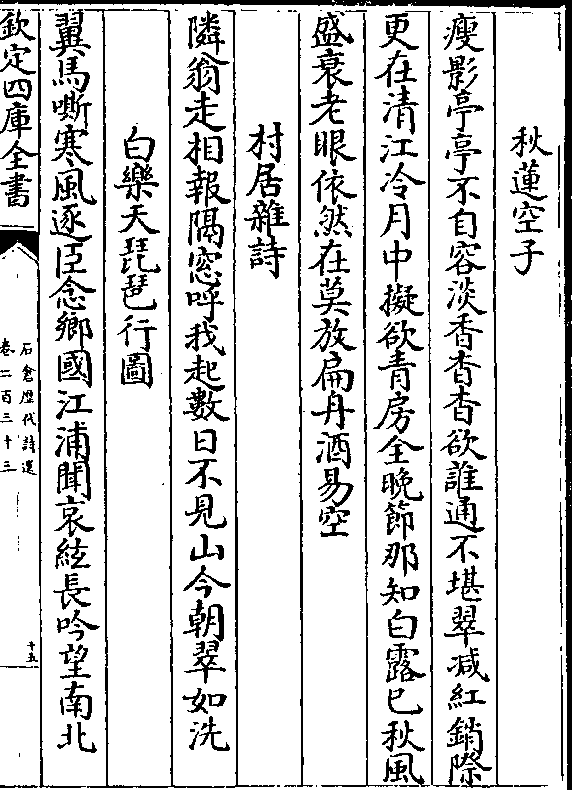 秋蓮空子
瘦影亭亭不自容淡香杳杳欲誰通不堪翠减紅銷際
更在清江冷月中擬欲青房全晚節那知白露已秋風
盛衰老眼依然在莫放扁舟酒易空
村居雜詩
隣翁走相報隔窓呼我起數日不見山今朝翠如洗
白樂天琵琶行圖
翼馬嘶寒風逐臣念鄉國江浦聞哀絃長吟望南北
欽定四庫全書
石倉歷代詩選
卷二百三十三
十五